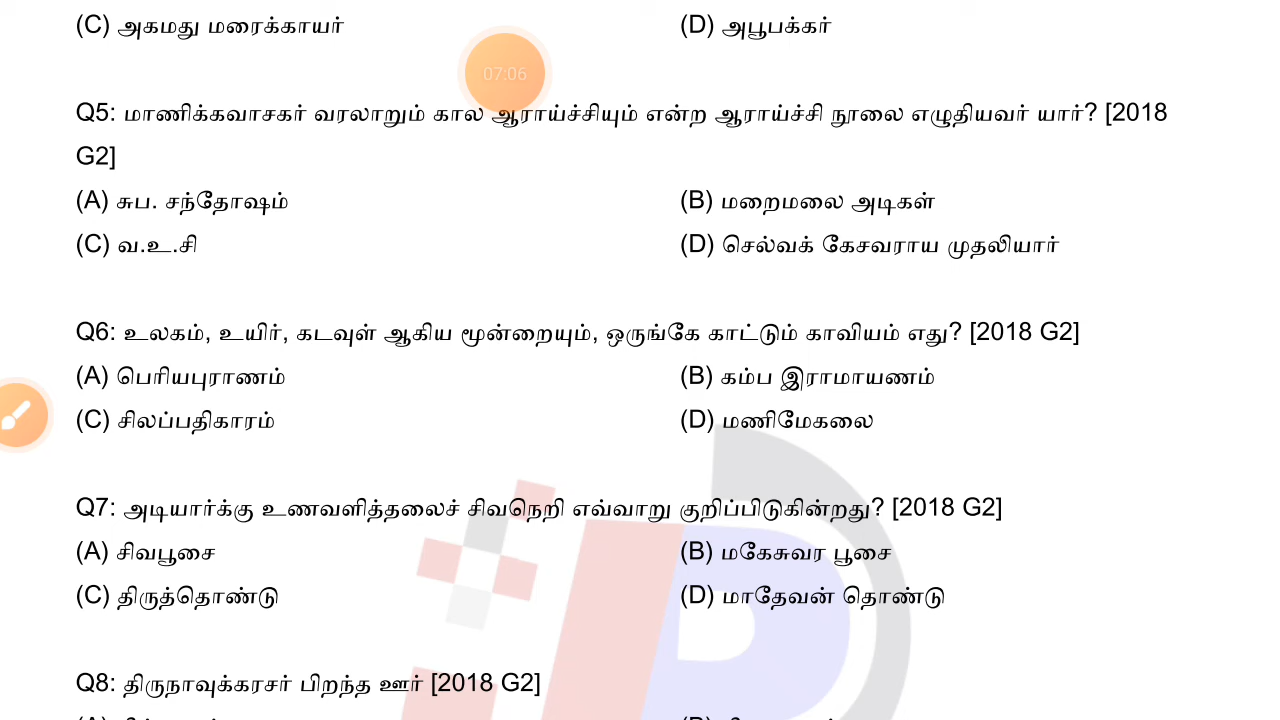 (C) அகமது மரைக்காயர் (D) அபூபக்கர்
07:06
Q5: மாணிக்கவாசகர் வரலாறும் கால ஆராய்ச்சியும் என்ற ஆராய்ச்சி நூலை எழுதியவர் யார்? [2018
G2]
(A) சுப. சந்தோஷம் (B) மறைமலை அடிகள்
(C) வ.உ.சி (D) செல்வக் கேசவராய முதலியார்
Q6: உலகம், உயிர், கடவுள் ஆகிய மூன்றையும், ஒருங்கே காட்டும் காவியம் எது? [2018 G2]
(A) பெரியபுராணம் (B) கம்ப இராமாயணம்
(C) சிலப்பதிகாரம் (D) மணிமேகலை
Q7: அடியார்க்கு உணவளித்தலைச் சிவநெறி எவ்வாறு குறிப்பிடுகின்றது? [2018 G2]
(A) சிவபூசை (B) மகேசுவர பூசை
(C) திருத்தொண்டு (D) மாதேவன் தொண்டு
Q8: திருநாவுக்கரசர் பிறந்த ஊர் [2018 G2]